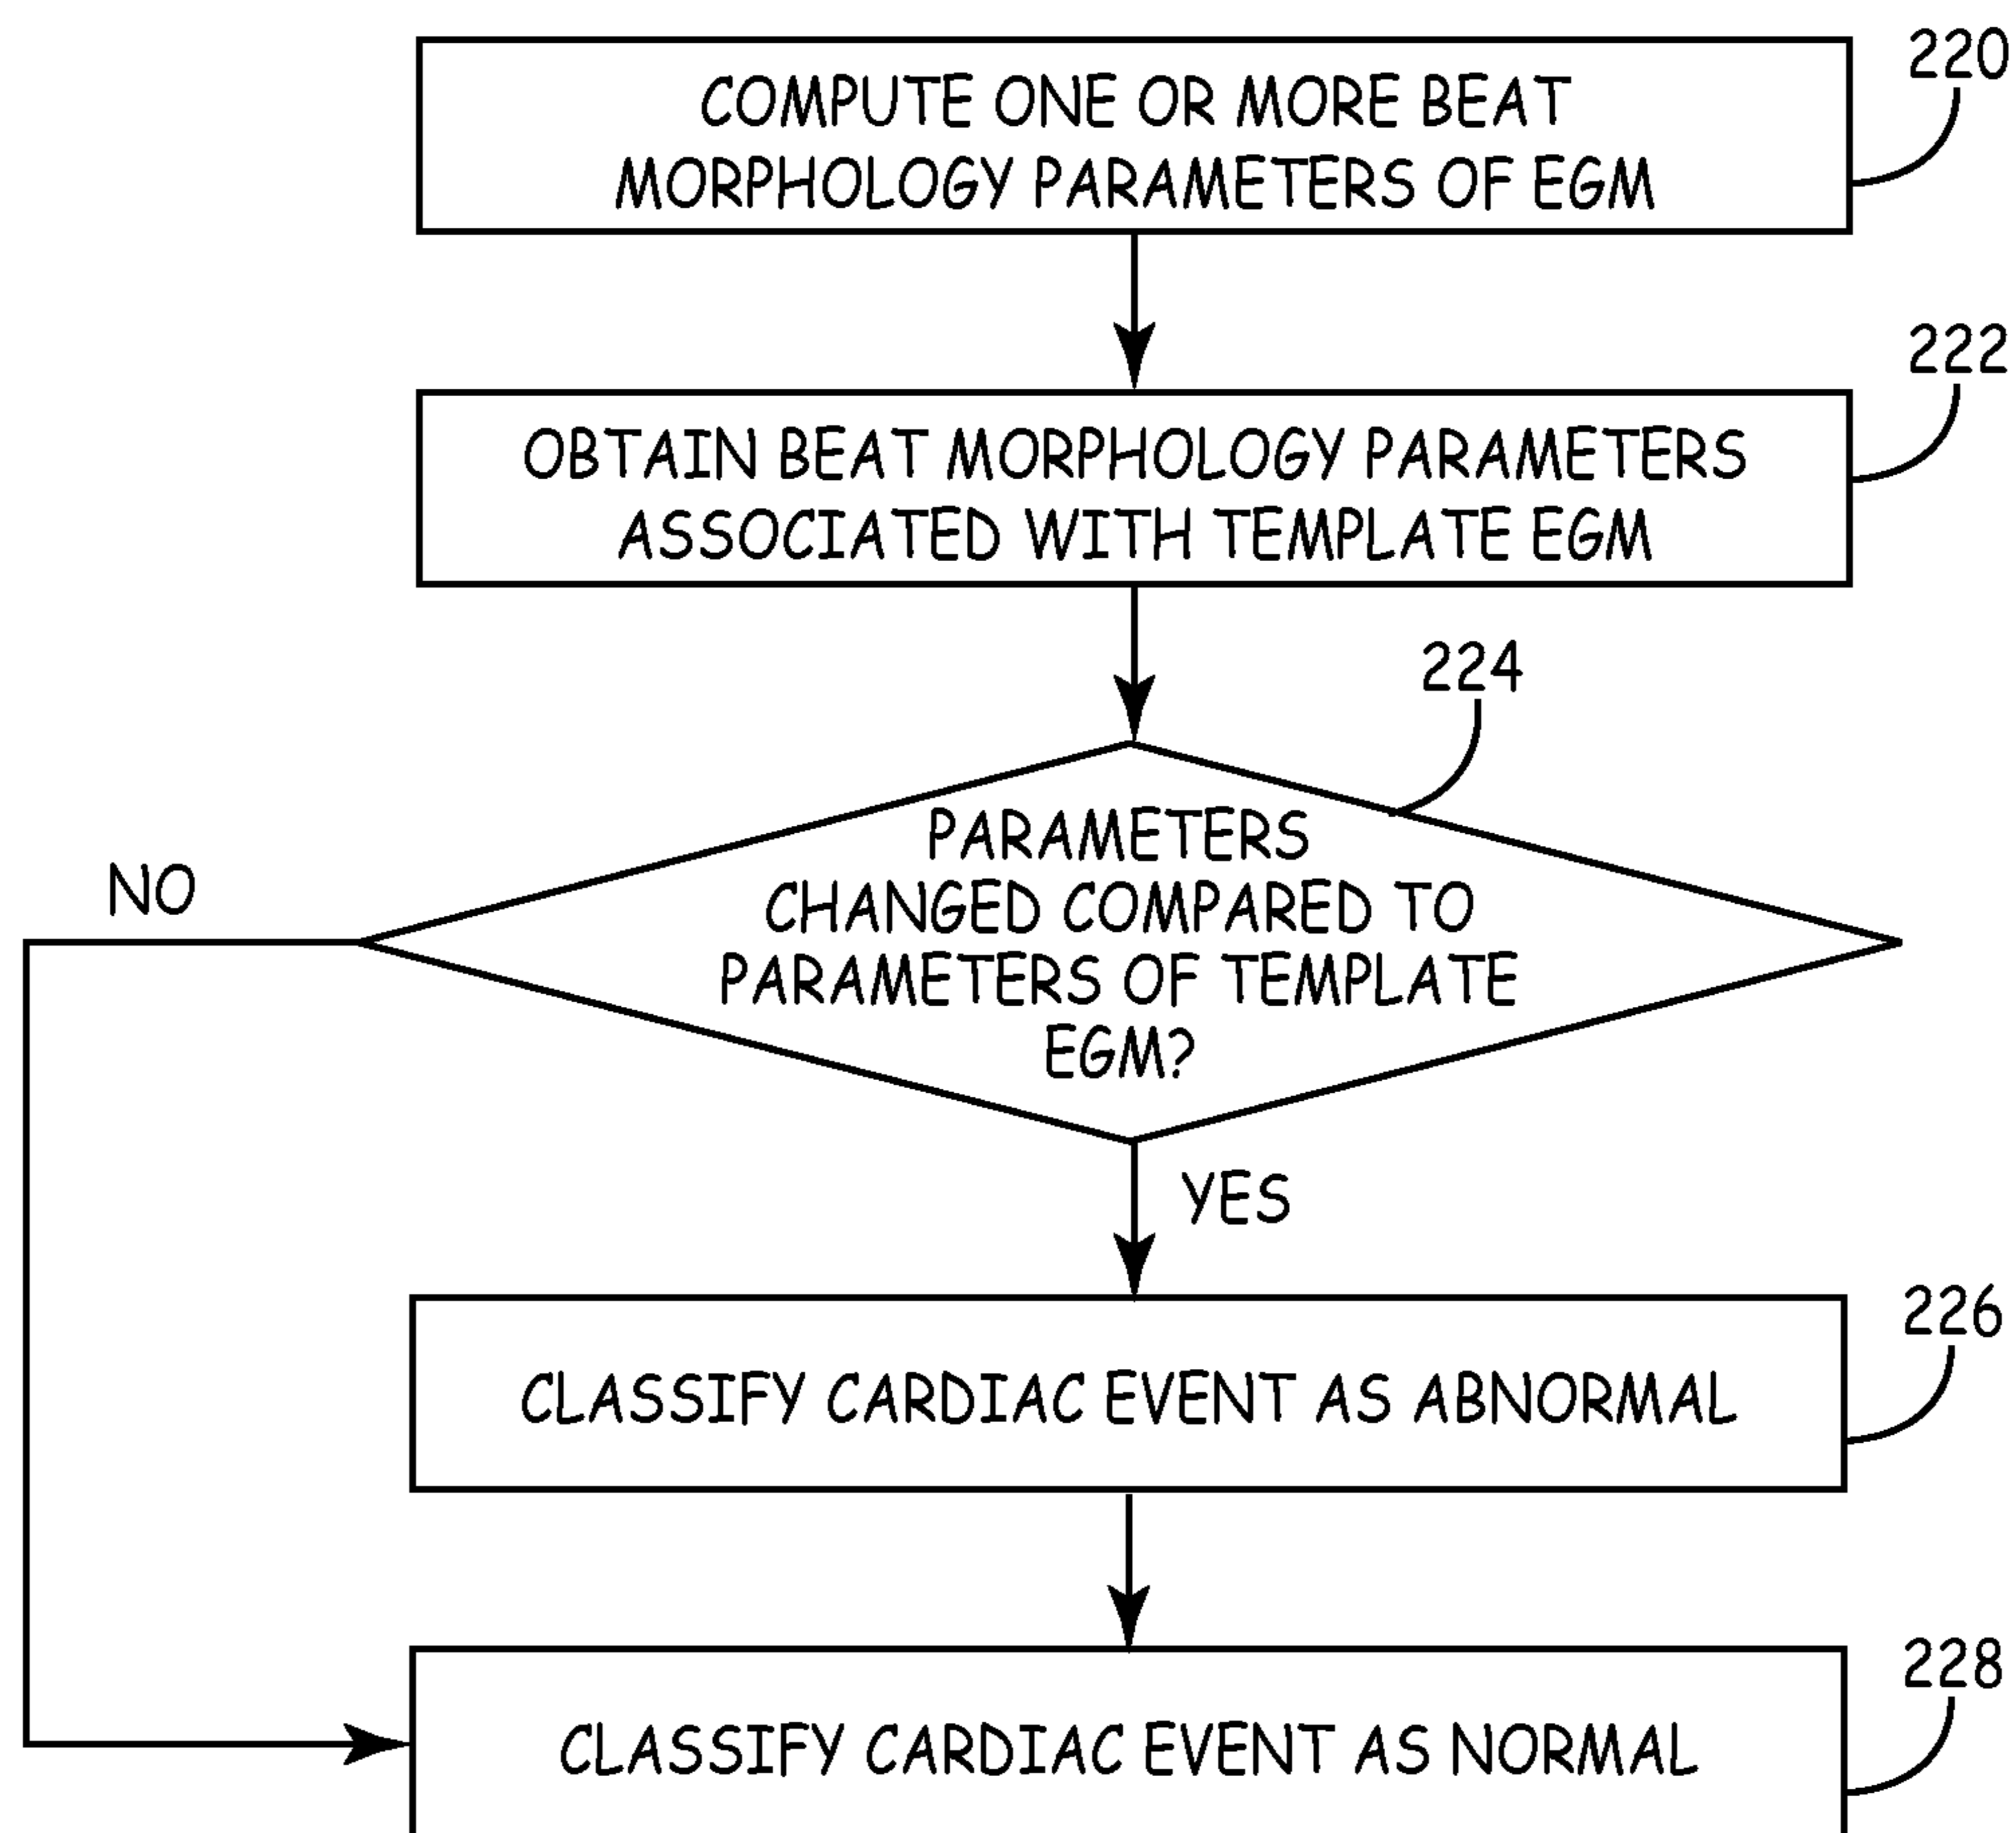 220
COMPUTE ONE OR MORE BEAT
MORPHOLOGY PARAMETERS OF EGM
222
OBTAIN BEAT MORPHOLOGY PARAMETERS
ASSOCIATED WITH TEMPLATE EGM
224
PARAMETERS
CHANGED COMPARED TO
PARAMETERS OF TEMPLATE
EGM?
NO
YES
226
CLASSIFY CARDIAC EVENT AS ABNORMAL
228
CLASSIFY CARDIAC EVENT AS NORMAL